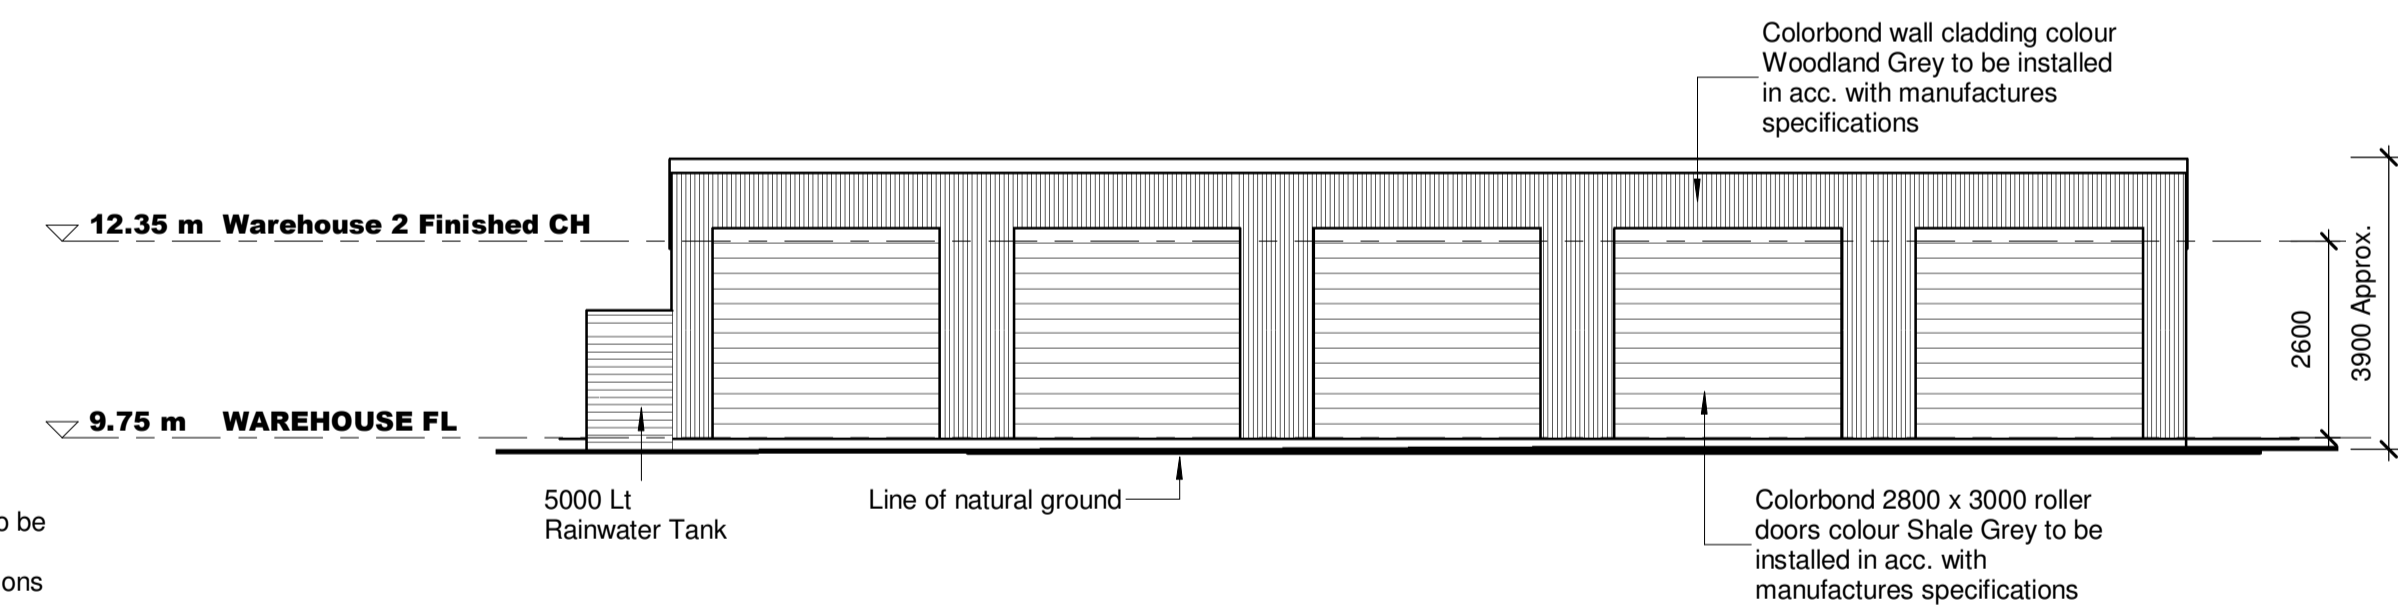 Colorbond wall cladding colour
Woodland Grey to be installed
in acc. with manufactures
specifications
12.35 m Warehouse 2 Finished CH
9.75 m WAREHOUSE FL
2600
3900 Approx.
5000 Lt
Rainwater Tank
Line of natural ground
Colorbond 2800 x 3000 roller
doors colour Shale Grey to be
installed in acc. with
manufactures specifications
o be
ons